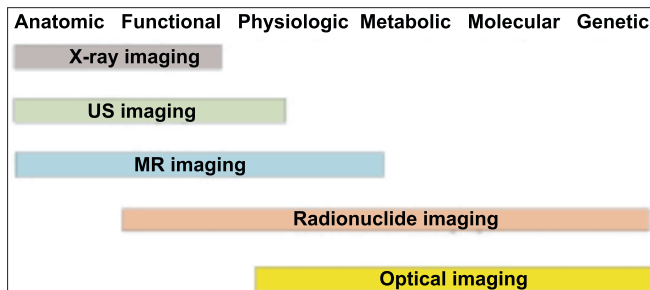 Anatomic Functional Physiologic Metabolic Molecular Genetic
X-ray imaging
US imaging
MR imaging
Radionuclide imaging
Optical imaging